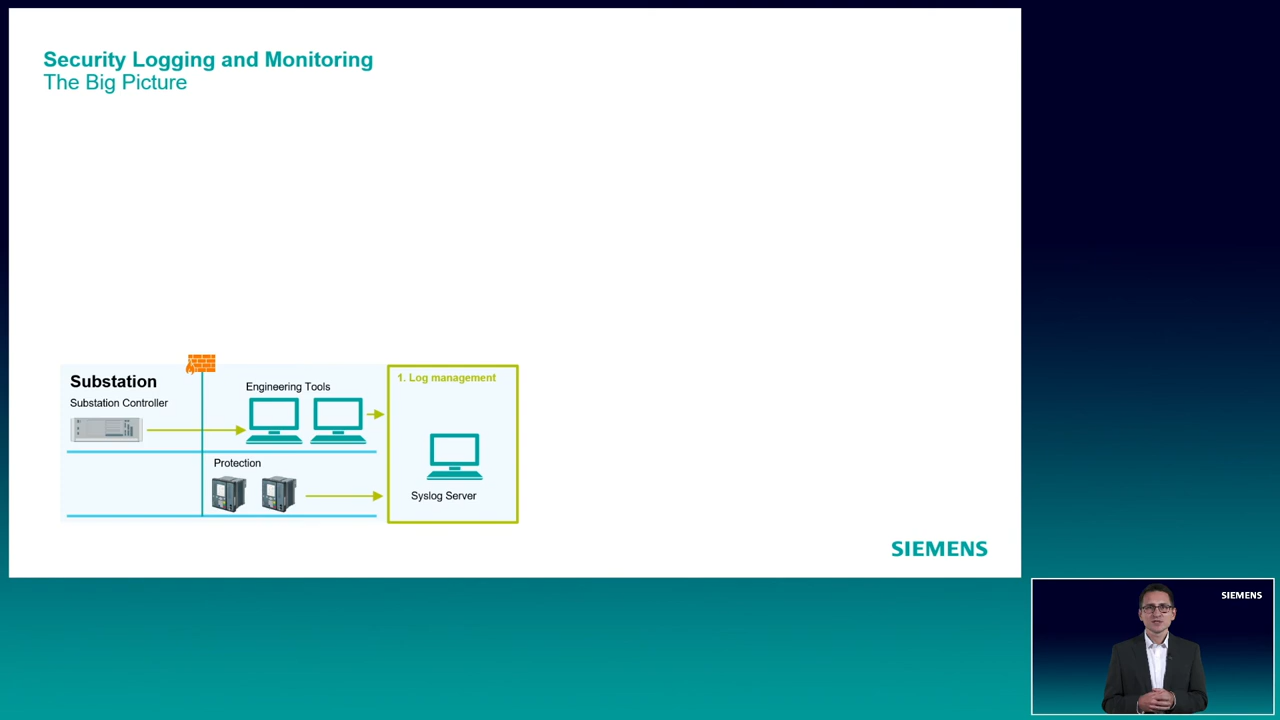 Security Logging and Monitoring
The Big Picture
Substation
Substation Controller
Engineering Tools
1. Log management
Protection
Syslog Server
SIEMENS
SIEMENS